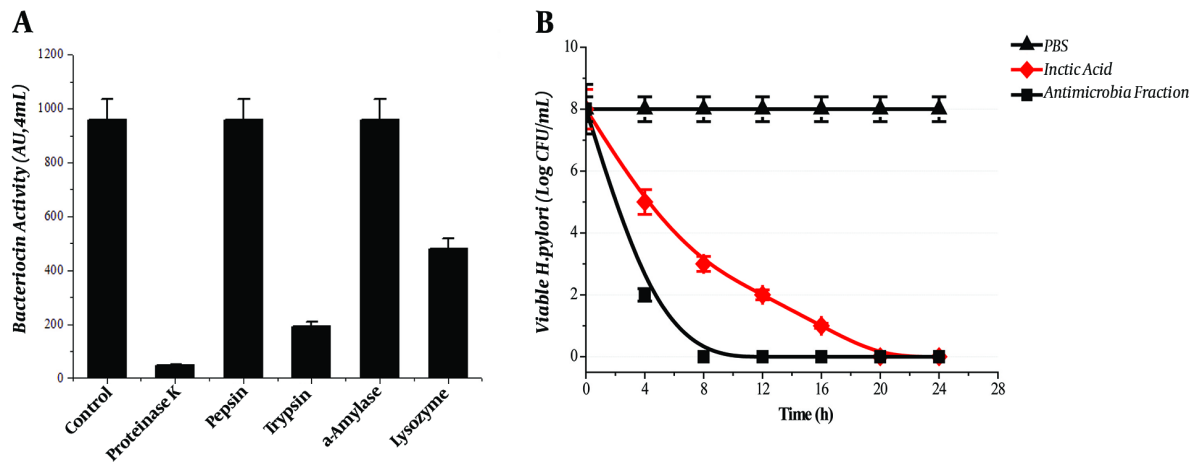 A
Bacteriocin Activity (AU,4mL)
1200
1000
800
600
400
200
0
Control
Proteinase K
Pepsin
Trypsin
a-Amylase
Lysozyme
B
Viable H.pylori (Log CFU/mL)
10
8
6
4
2
0
0 4 8 12 16 20 24 28
Time (h)
PBS
Inctic Acid
Antimicrobia Fraction